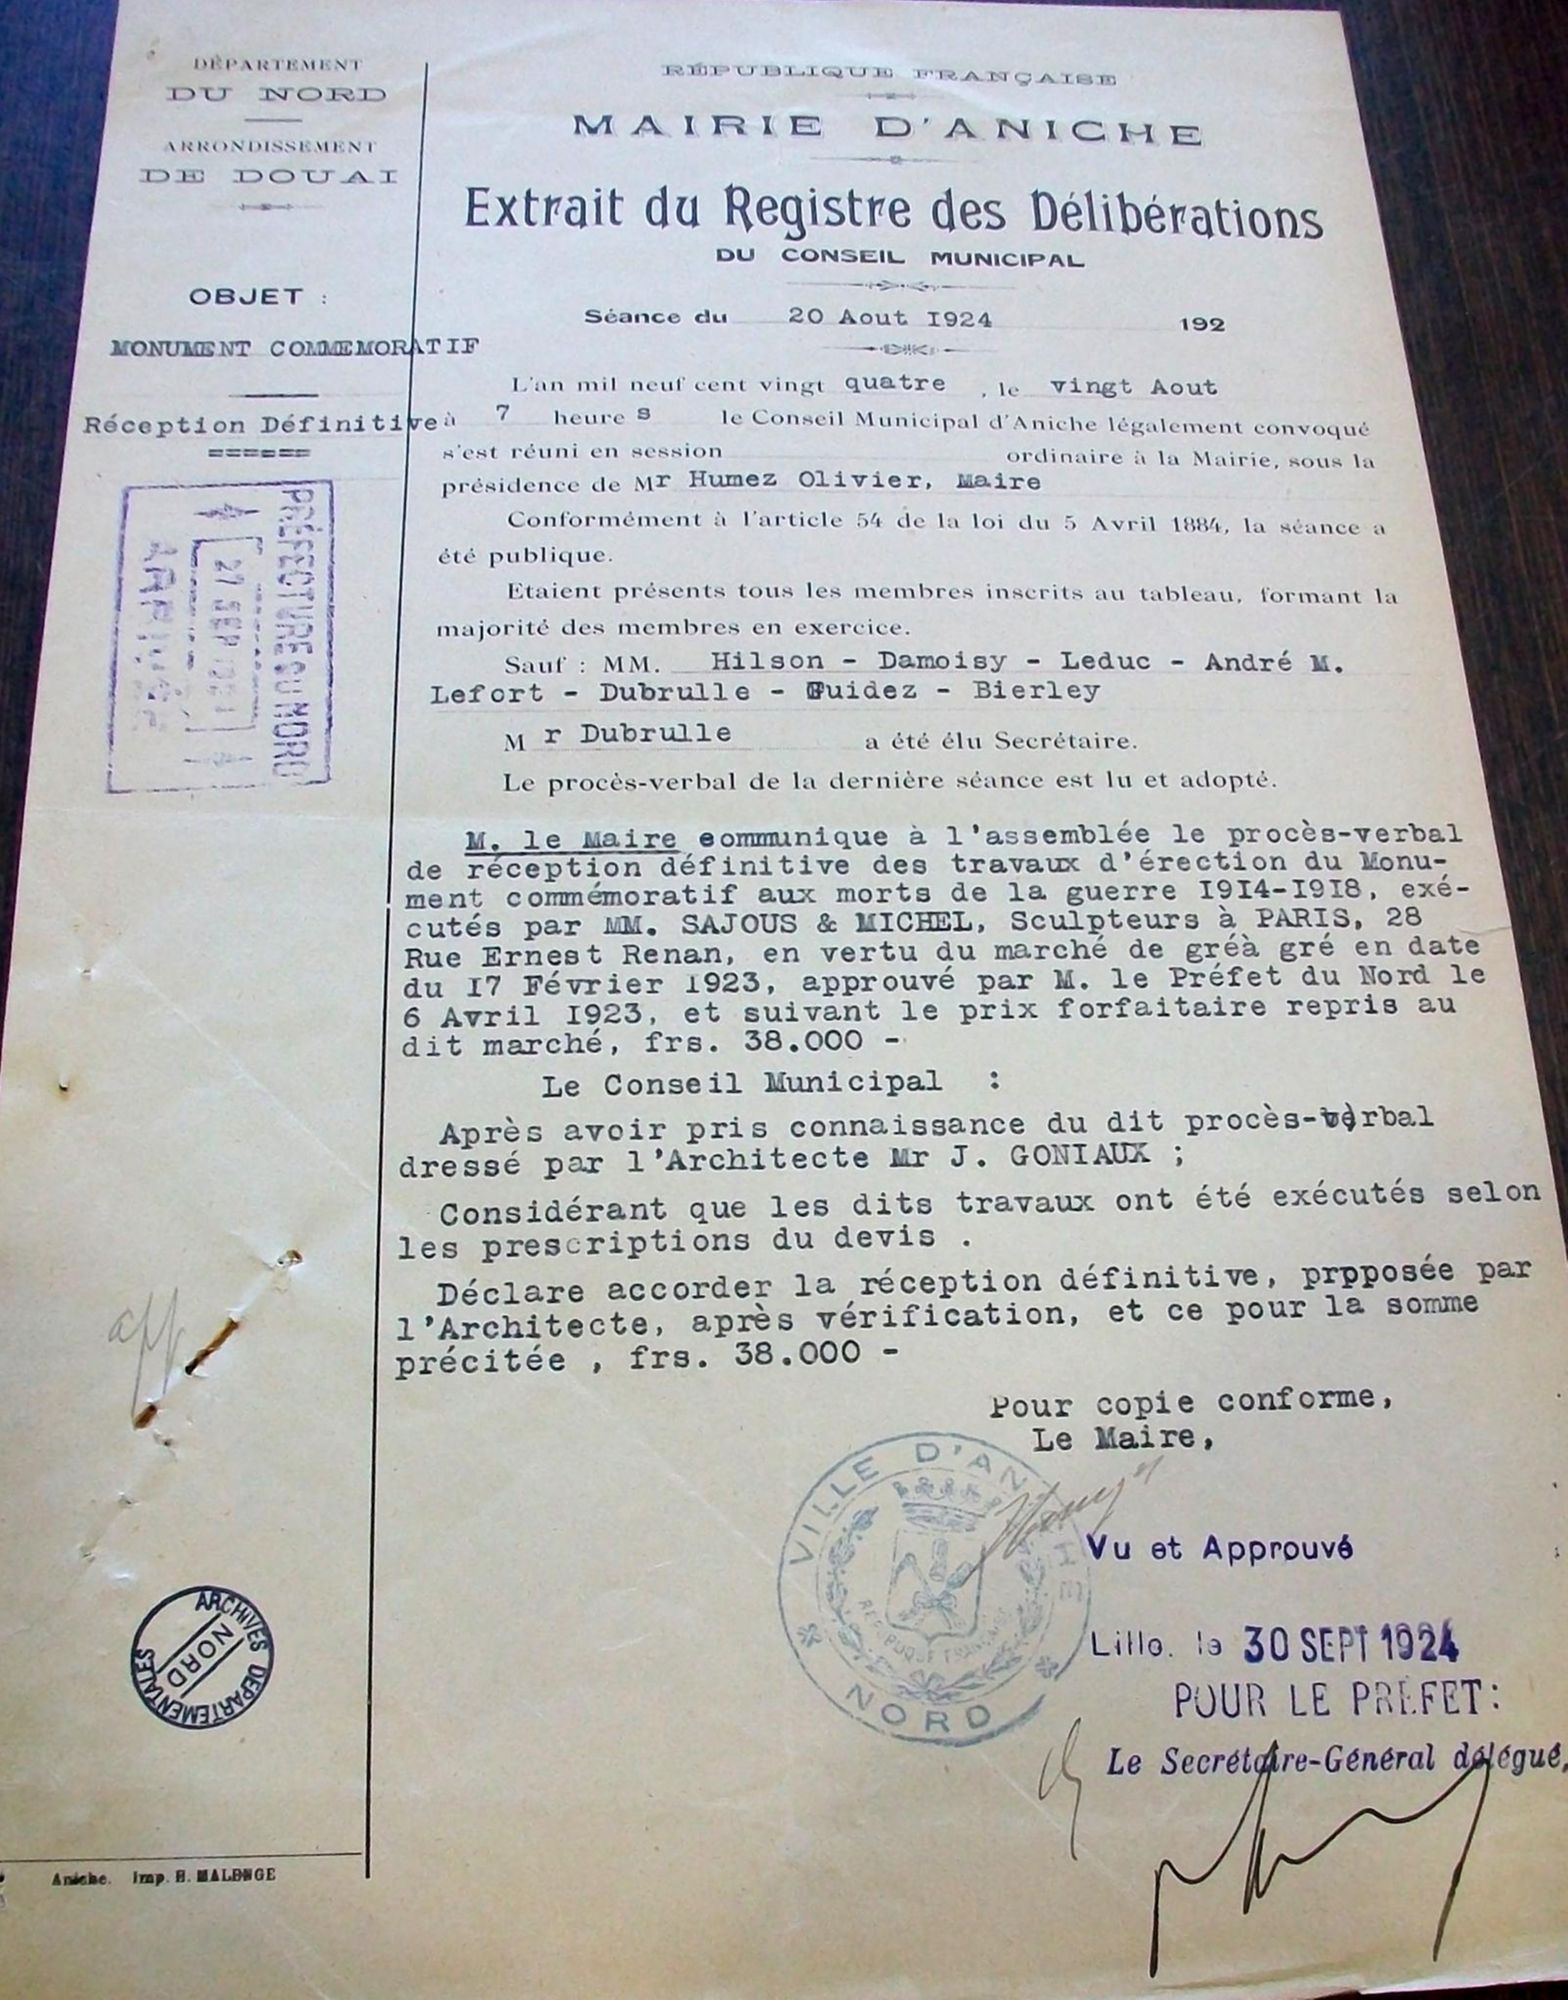 DÉPARTEMENT
DU NORD
ARRONDISSEMENT
DE DOUAI
OBJET :
MONUMENT COMMEMORATIF
Réception Définitive
PRÉFECTURE DU NORD
27 SEP 1924
ARRIVÉE
RÉPUBLIQUE FRANÇAISE
MAIRIE D'ANICHE
Extrait du Registre des Délibérations
DU CONSEIL MUNICIPAL
Séance du 20 Aout I924 192
L'an mil neuf cent vingt quatre , le vingt Aout
à 7 heure s le Conseil Municipal d'Aniche légalement convoqué
s'est réuni en session ordinaire à la Mairie, sous la
présidence de Mr Humez Olivier, Maire
Conformément à l'article 54 de la loi du 5 Avril 1884, la séance a
été publique.
Etaient présents tous les membres inscrits au tableau, formant la
majorité des membres en exercice.
Sauf : MM. Hilson - Damoisy - Leduc - André M.
Lefort - Dubrulle - Guidez - Bierley
M r Dubrulle a été élu Secrétaire.
Le procès-verbal de la dernière séance est lu et adopté.
M. le Maire communique à l'assemblée le procès-verbal
de réception définitive des travaux d'érection du Monu-
ment commémoratif aux morts de la guerre I9I4-I9I8, exé-
cutés par MM. SAJOUS & MICHEL, Sculpteurs à PARIS, 28
Rue Ernest Renan, en vertu du marché de gréà gré en date
du I7 Février I923, approuvé par M. le Préfet du Nord le
6 Avril I923, et suivant le prix forfaitaire repris au
dit marché, frs. 38.000 -
Le Conseil Municipal :
Après avoir pris connaissance du dit procès-verbal
dressé par l'Architecte Mr J. GONIAUX ;
Considérant que les dits travaux ont été exécutés selon
les prescriptions du devis .
Déclare accorder la réception définitive, prpposée par
l'Architecte, après vérification, et ce pour la somme
précitée , frs. 38.000 -
Pour copie conforme,
Le Maire,
VILLE D'ANICHE
RÉPUBLIQUE FRANÇAISE
NORD
Vu et Approuvé
Lille, le 30 SEPT 1924
POUR LE PRÉFET :
Le Secrétaire-Général délégué,
app
ARCHIVES DÉPARTEMENTALES
NORD
Aniche. Imp. H. MALENGE